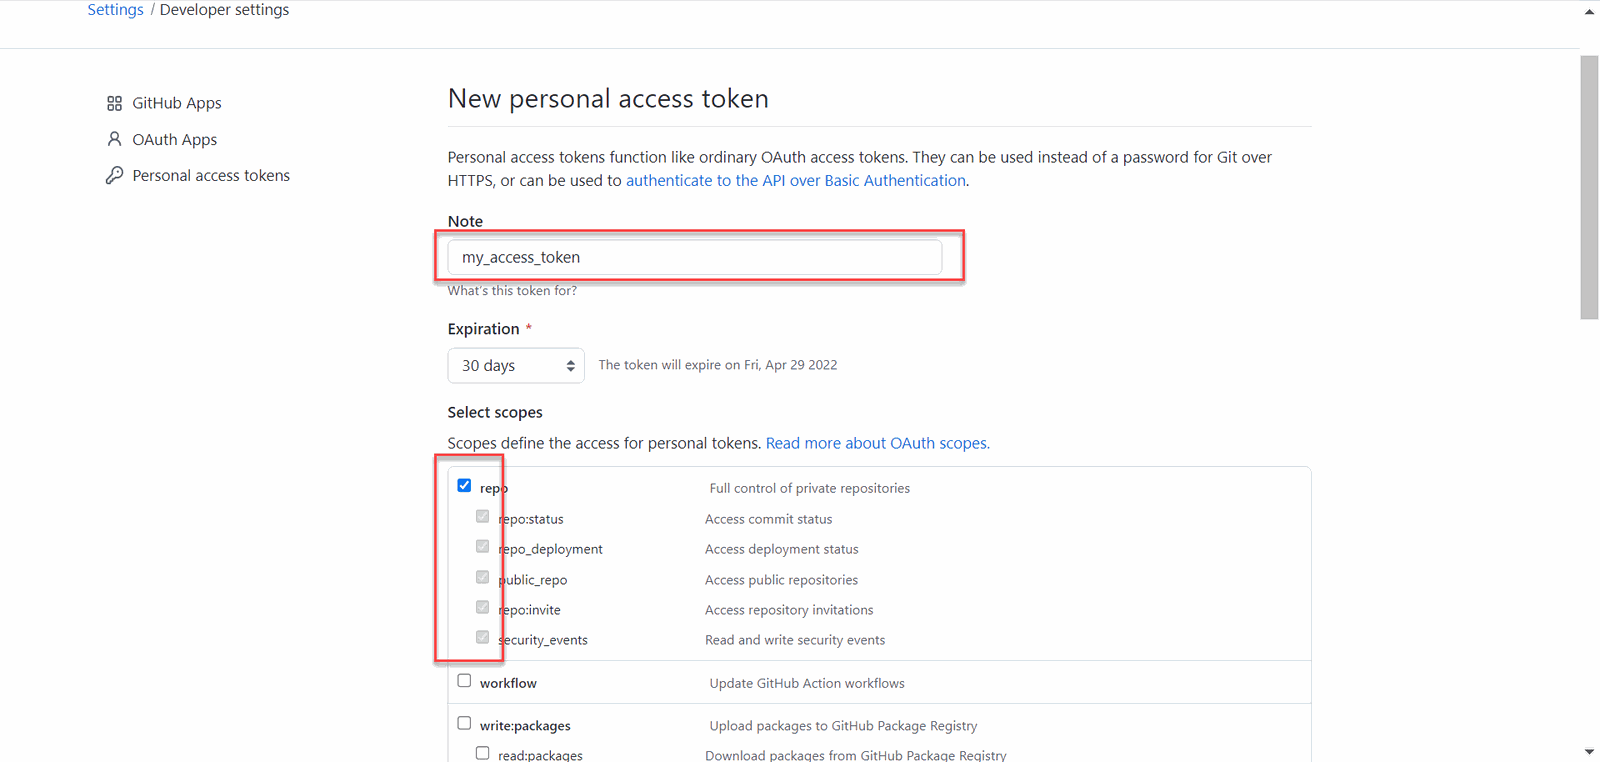 Settings / Developer settings
GitHub Apps
OAuth Apps
Personal access tokens
New personal access token
Personal access tokens function like ordinary OAuth access tokens. They can be used instead of a password for Git over
HTTPS, or can be used to authenticate to the API over Basic Authentication.
Note
my_access_token
What's this token for?
Expiration *
30 days The token will expire on Fri, Apr 29 2022
Select scopes
Scopes define the access for personal tokens. Read more about OAuth scopes.
repo Full control of private repositories
repo:status Access commit status
repo_deployment Access deployment status
public_repo Access public repositories
repo:invite Access repository invitations
security_events Read and write security events
workflow Update GitHub Action workflows
write:packages Upload packages to GitHub Package Registry
read:packages Download packages from GitHub Package Registry